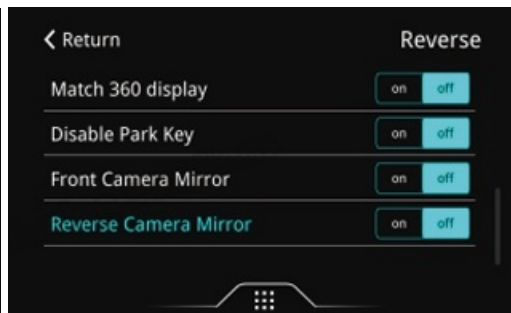 Return Reverse
Match 360 display on off
Disable Park Key on off
Front Camera Mirror on off
Reverse Camera Mirror on off